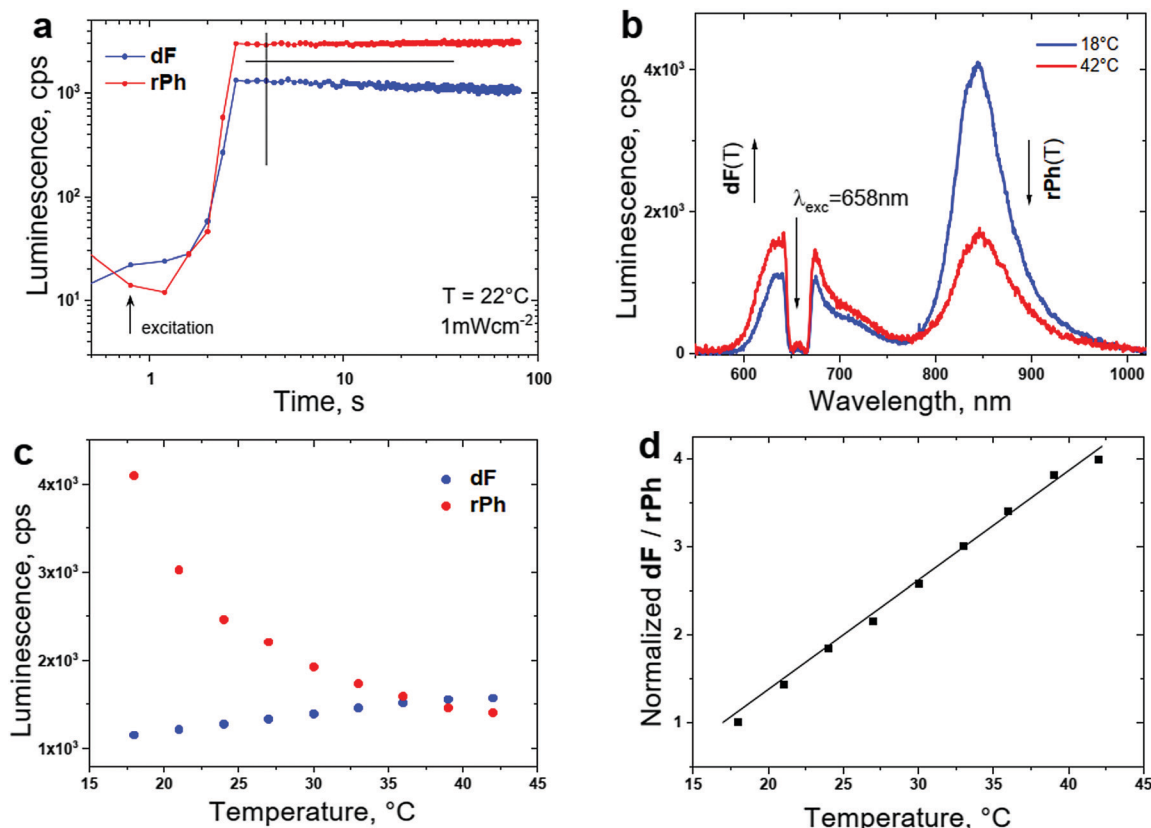 a
dF
rPh
Luminescence, cps
10³
10²
10¹
excitation
T = 22°C
1mWcm⁻²
1
10
100
Time, s
b
18°C
42°C
Luminescence, cps
4x10³
2x10³
0
dF(T)
λexc=658nm
rPh(T)
600
700
800
900
1000
Wavelength, nm
c
dF
rPh
Luminescence, cps
4x10³
3x10³
2x10³
1x10³
15
20
25
30
35
40
45
Temperature, °C
d
Normalized dF / rPh
4
3
2
1
15
20
25
30
35
40
45
Temperature, °C